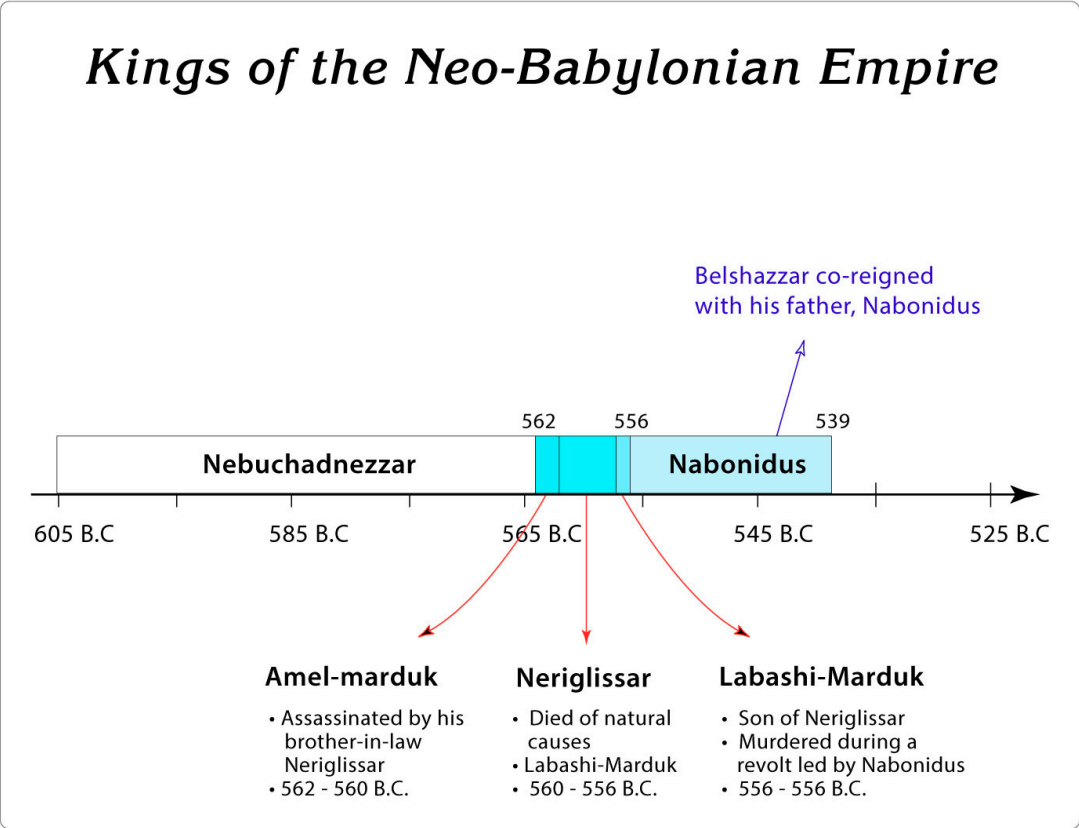 Kings of the Neo-Babylonian Empire
Belshazzar co-reigned
with his father, Nabonidus
562
556
539
Nebuchadnezzar
Nabonidus
605 B.C
585 B.C
565 B.C
545 B.C
525 B.C
Amel-marduk
• Assassinated by his
brother-in-law
Neriglissar
• 562 - 560 B.C.
Neriglissar
• Died of natural
causes
• Labashi-Marduk
• 560 - 556 B.C.
Labashi-Marduk
• Son of Neriglissar
• Murdered during a
revolt led by Nabonidus
• 556 - 556 B.C.